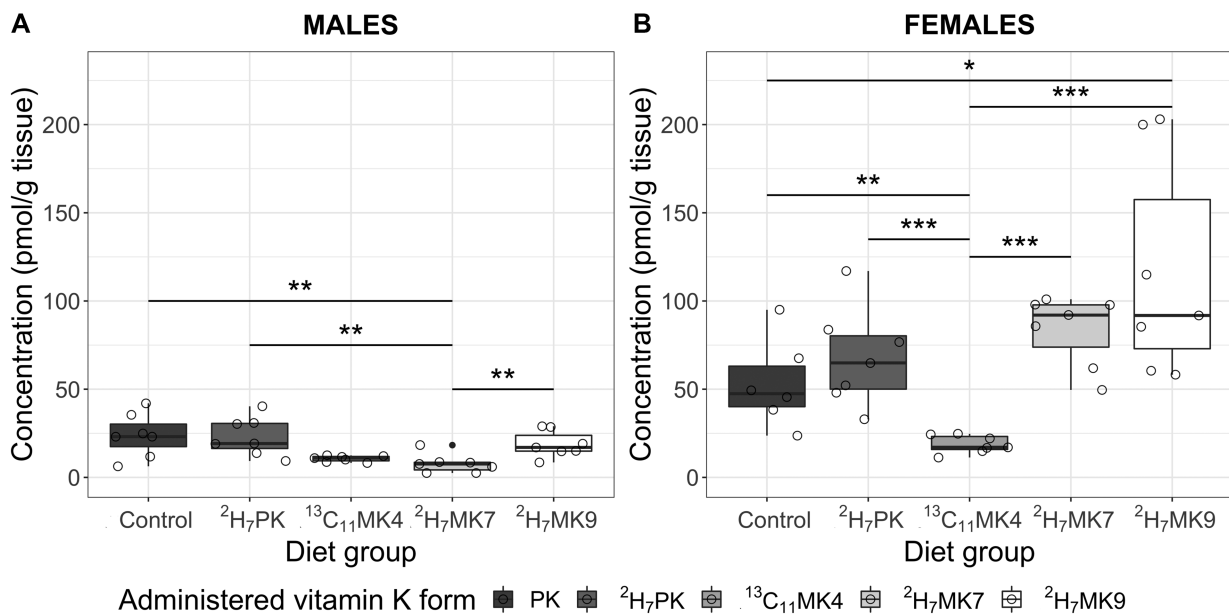 A MALES B FEMALES
Concentration (pmol/g tissue)
200
150
100
50
0
**
**
**
Control ²H₇PK ¹³C₁₁MK4 ²H₇MK7 ²H₇MK9
Diet group
Concentration (pmol/g tissue)
200
150
100
50
0
*
***
**
***
***
Control ²H₇PK ¹³C₁₁MK4 ²H₇MK7 ²H₇MK9
Diet group
Administered vitamin K form PK ²H₇PK ¹³C₁₁MK4 ²H₇MK7 ²H₇MK9